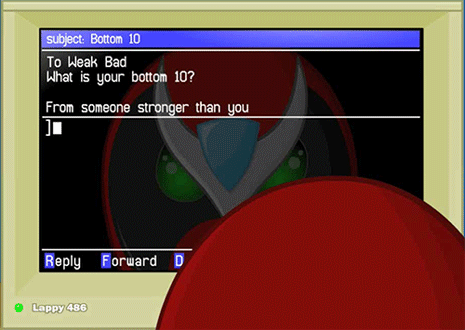 subject: Bottom 10
To Weak Bad
What is your bottom 10?
From someone stronger than you
]
Reply Forward D
Lappy 486